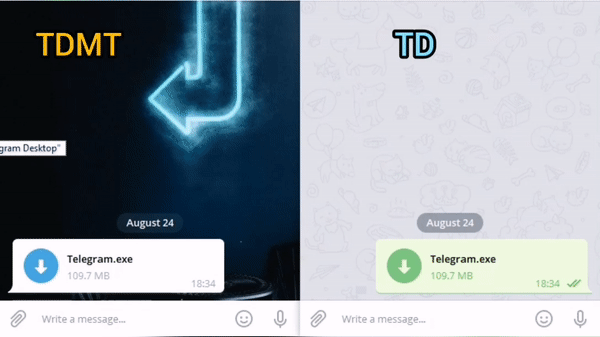 TDMT
TD
gram Desktop"
August 24
Telegram.exe
109,7 MB
18:34
Write a message...
August 24
Telegram.exe
109,7 MB
18:34
Write a message...